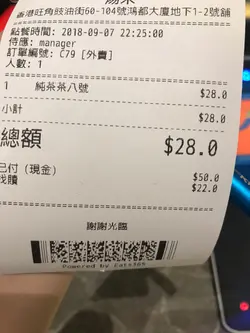 香港旺角豉油街60-104號鴻都大廈地下1-2號舖
點餐時間: 2018-09-07 22:25:00
侍應: manager
訂單編號: C79 [外賣]
人數: 1
1 純茶茶八號 $28.0
小計 $28.0
總額 $28.0
已付 (現金) $50.0
找贖 $22.0
謝謝光臨
Powered by Eats365